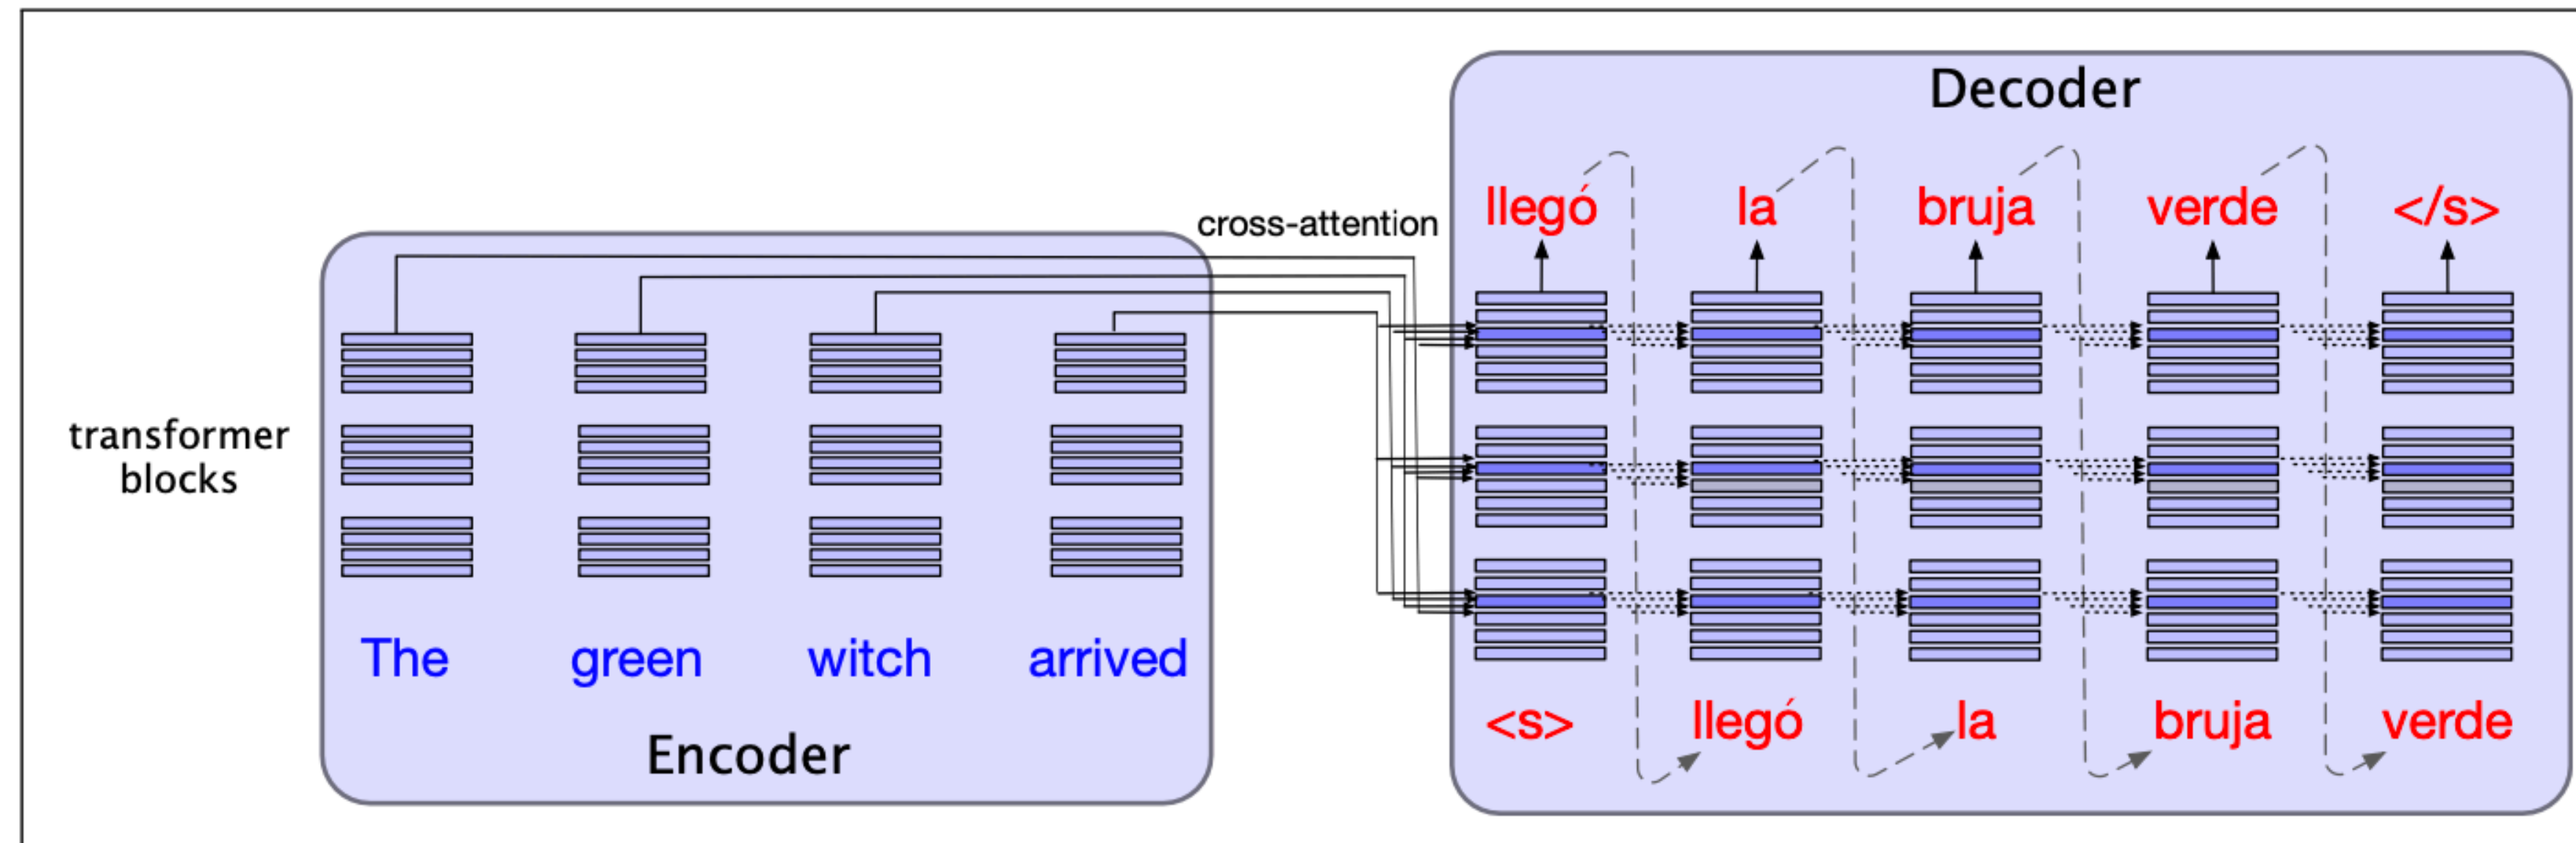 Decoder
llegó la bruja verde </s>
cross-attention
transformer
blocks
The green witch arrived
Encoder
<s> llegó la bruja verde